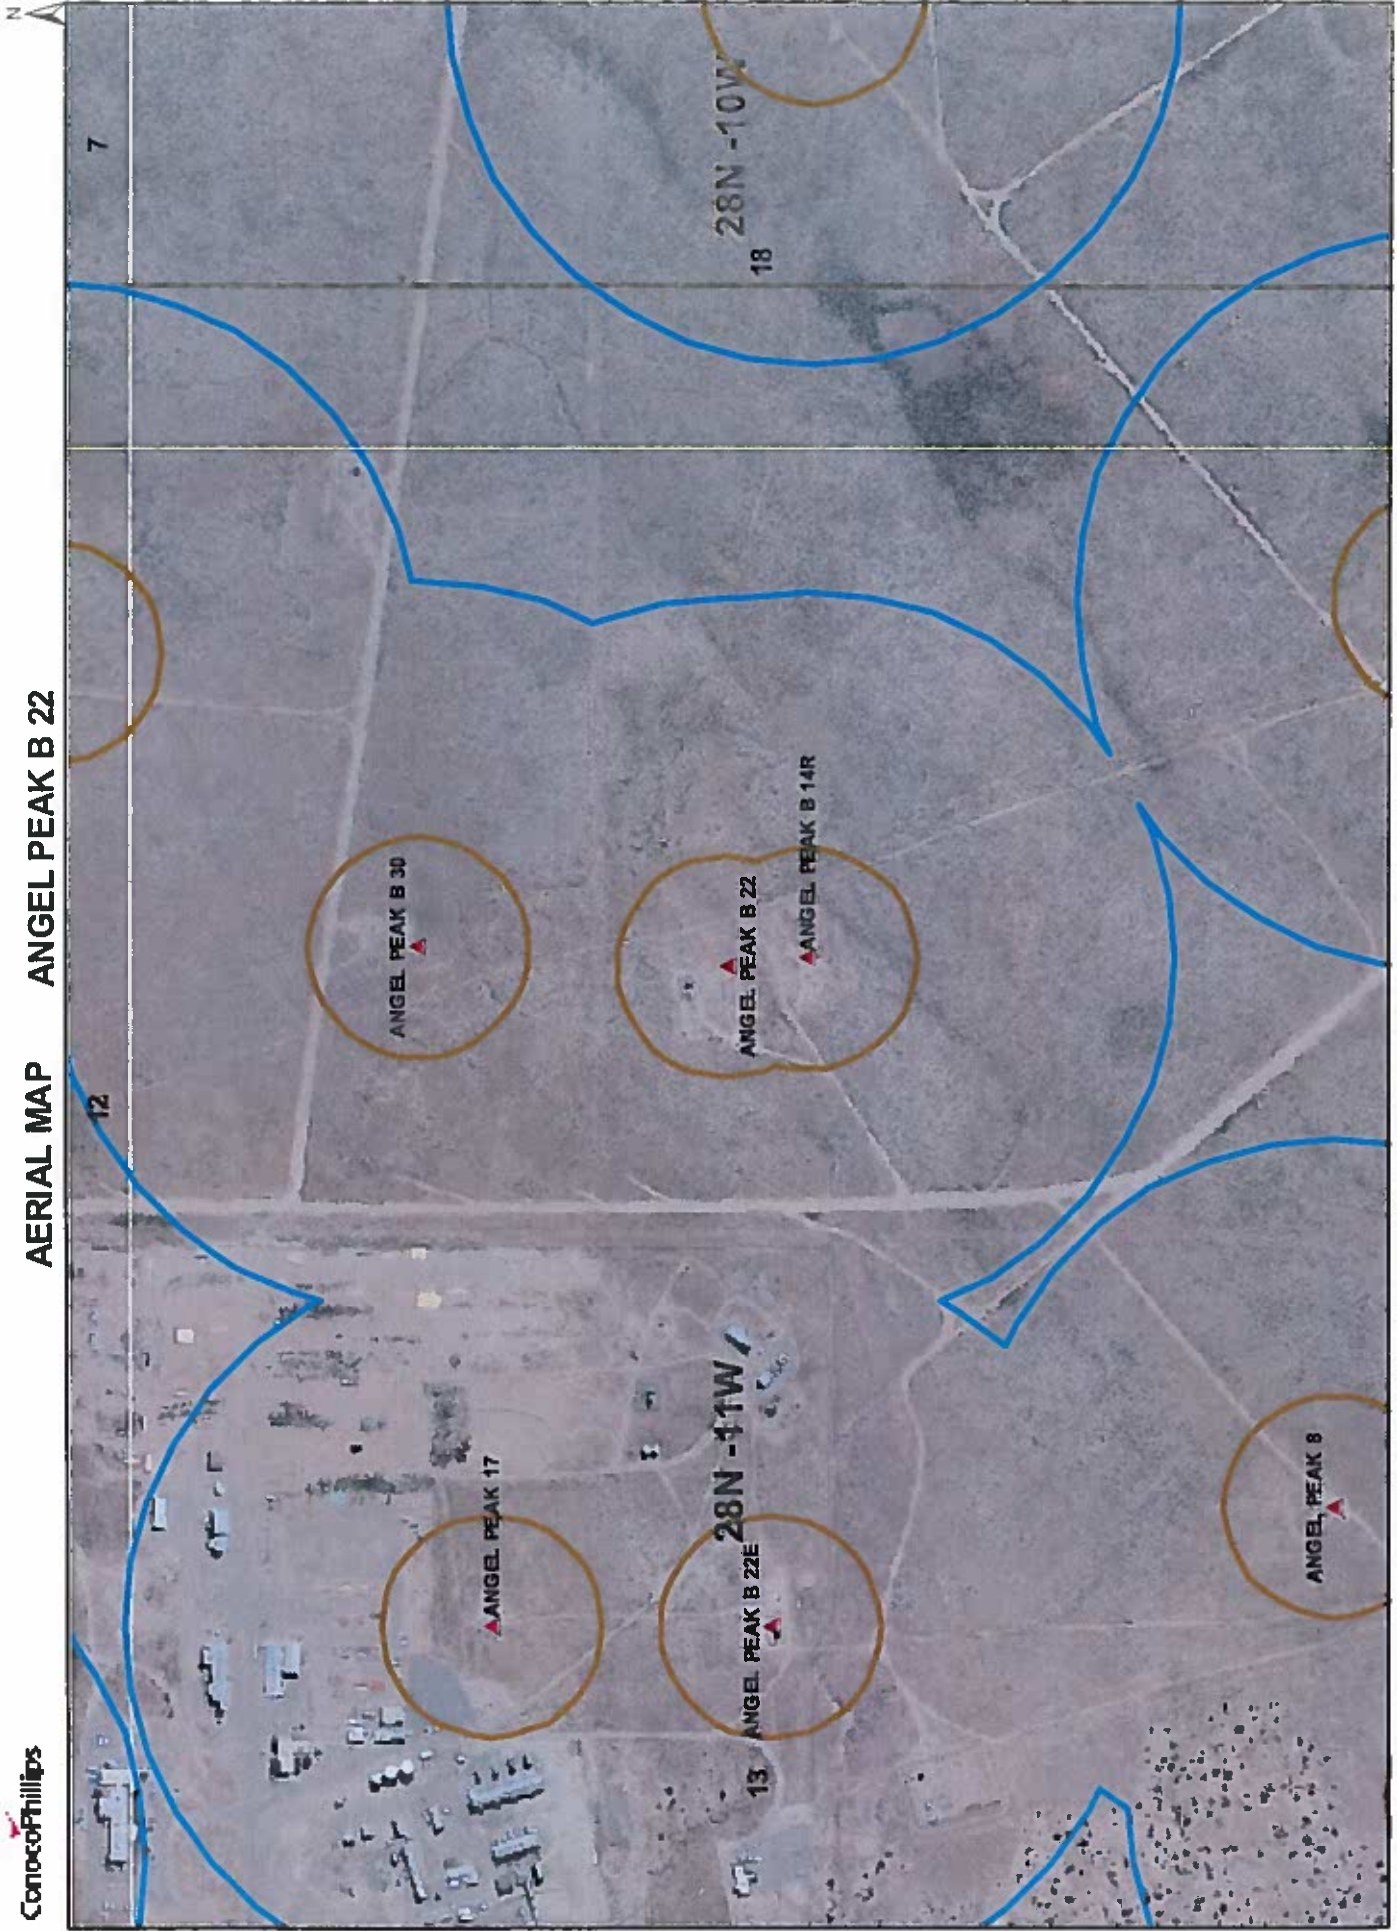 ConocoPhillips
AERIAL MAP ANGEL PEAK B 22
N
12
7
ANGEL PEAK B 30
ANGEL PEAK 17
28N -11W
28N -10W
13
ANGEL PEAK B 22E
ANGEL PEAK B 22
18
ANGEL PEAK B 14R
ANGEL PEAK 8